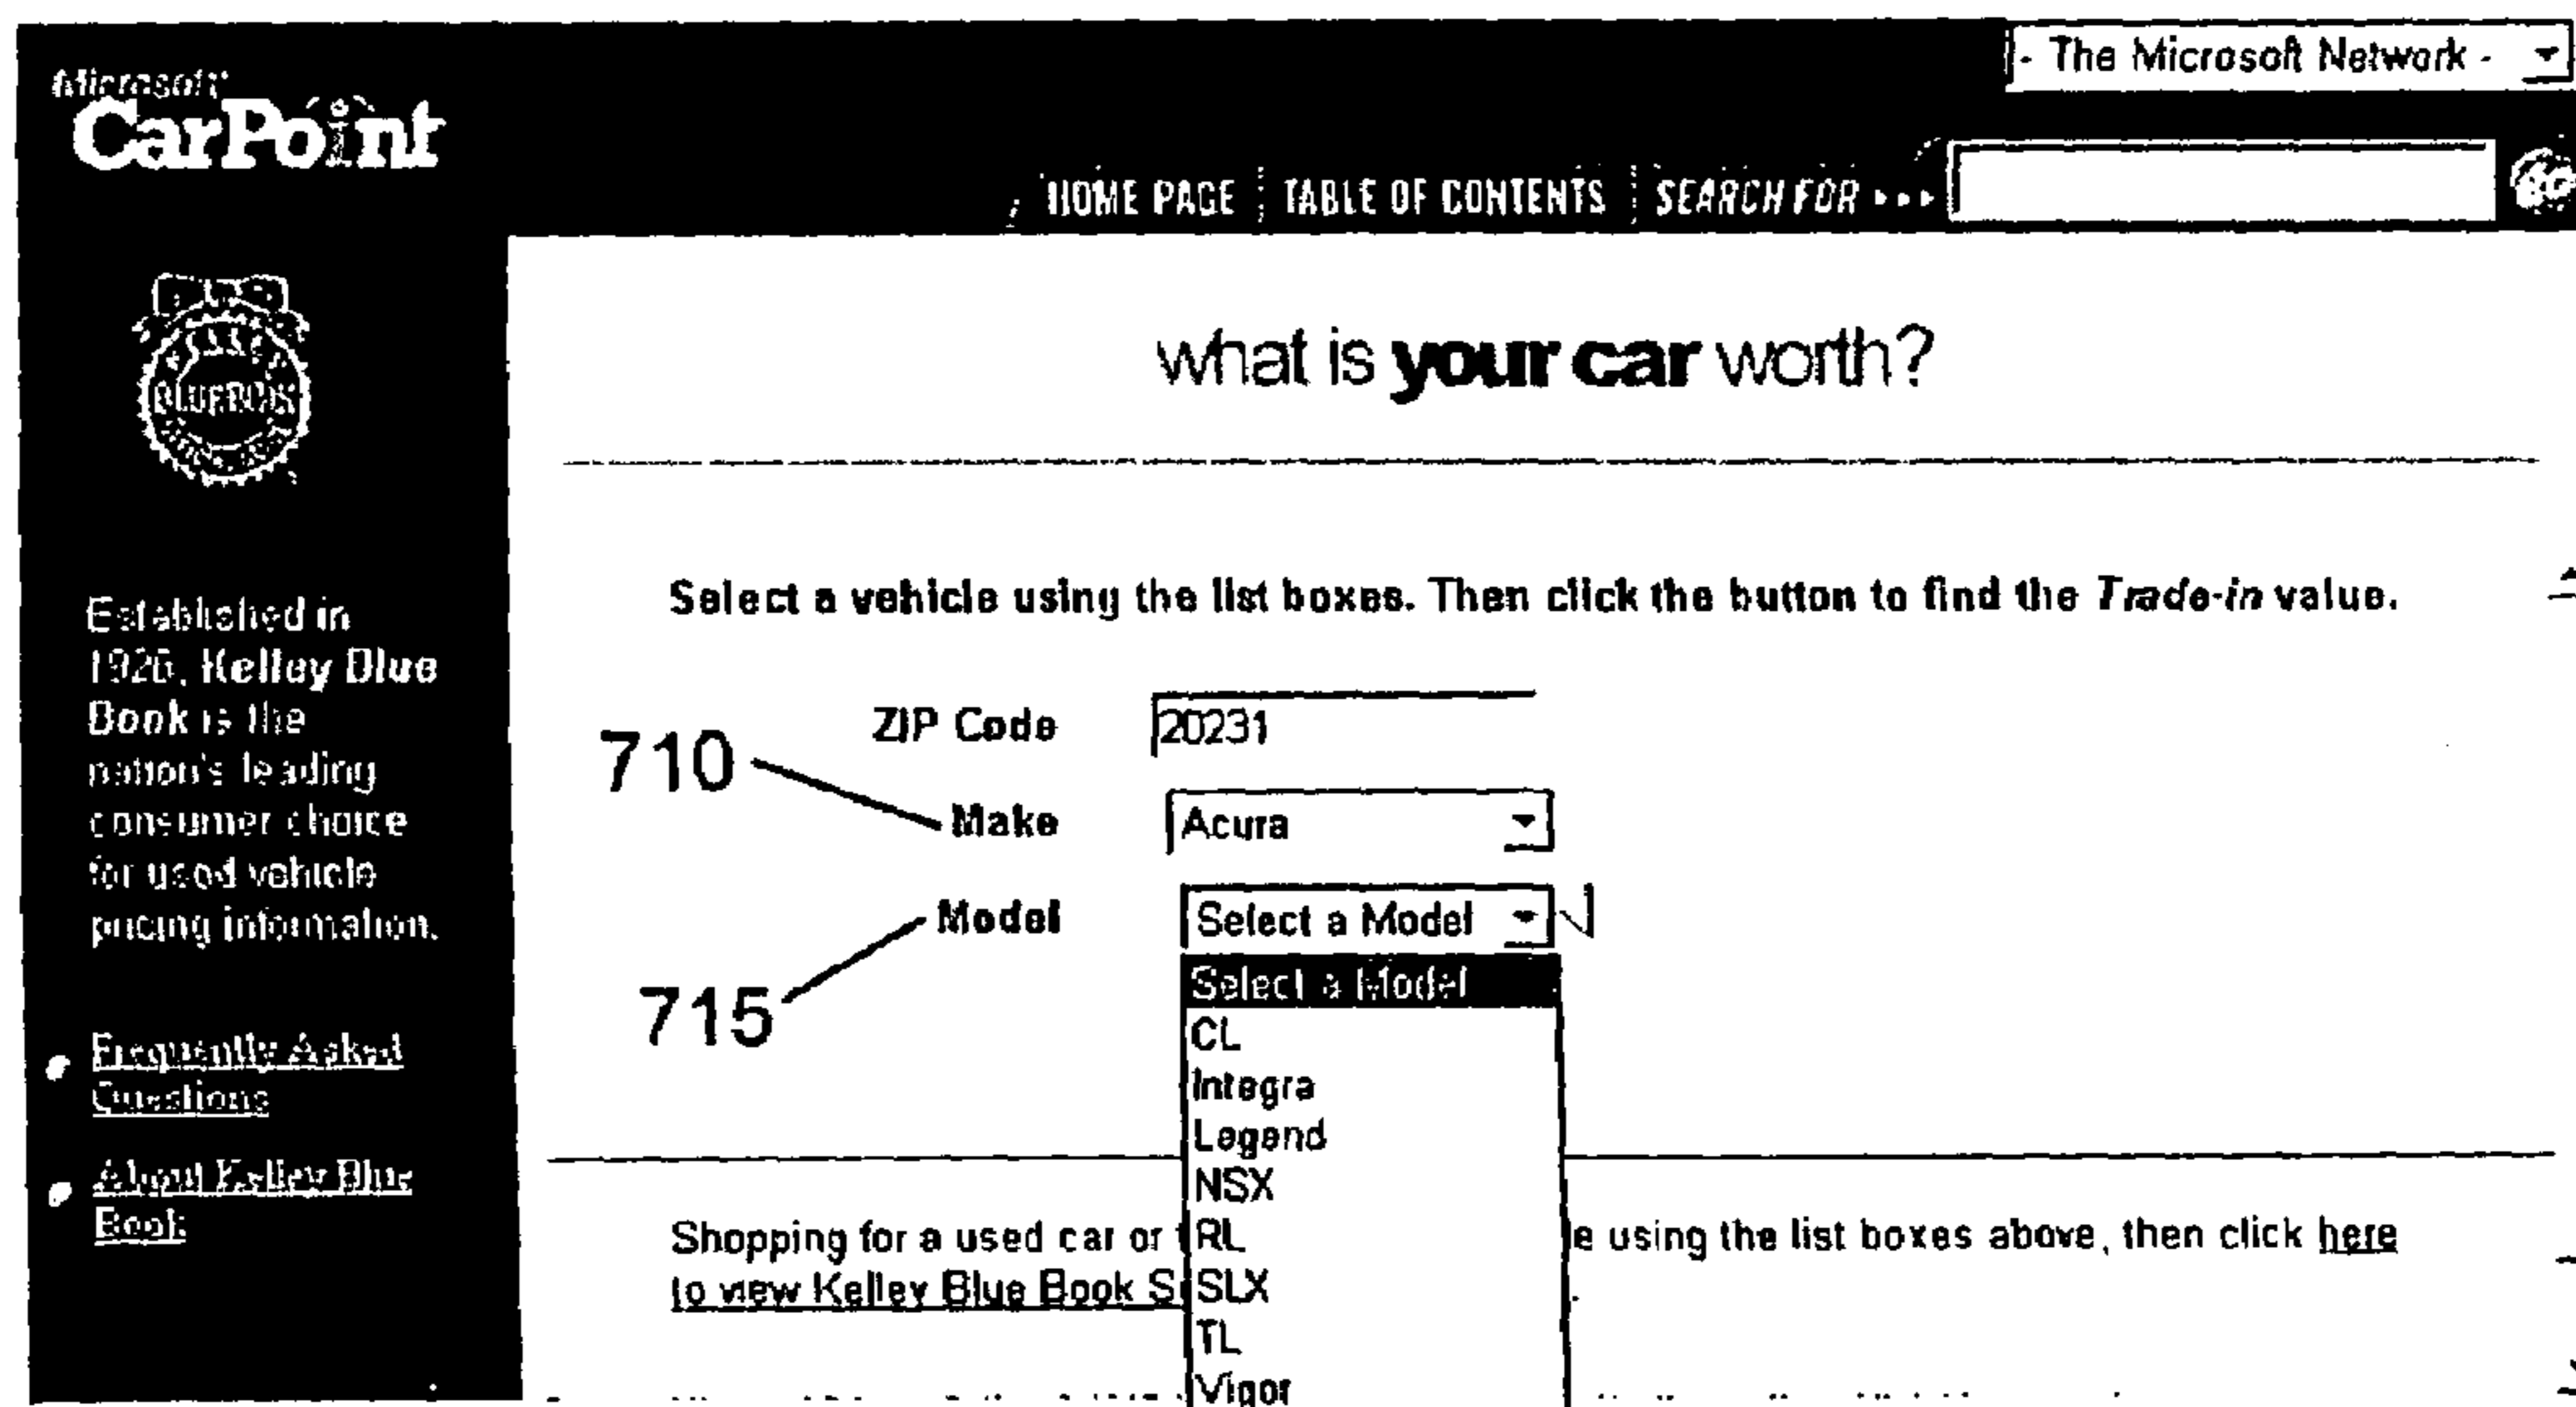 - The Microsoft Network -
Microsoft
CarPoint
HOME PAGE
TABLE OF CONTENTS
SEARCH FOR
what is your car worth?
Established in
1926, Kelley Blue
Book is the
nation's leading
consumer choice
for used vehicle
pricing information.
Frequently Asked
Questions
About Kelley Blue
Book
Select a vehicle using the list boxes. Then click the button to find the Trade-in value.
ZIP Code 20231
710
Make Acura
Model Select a Model
715
Select a Model
CL
Integra
Legend
NSX
RL
SLX
TL
Vigor
Shopping for a used car or e using the list boxes above, then click here
to view Kelley Blue Book S